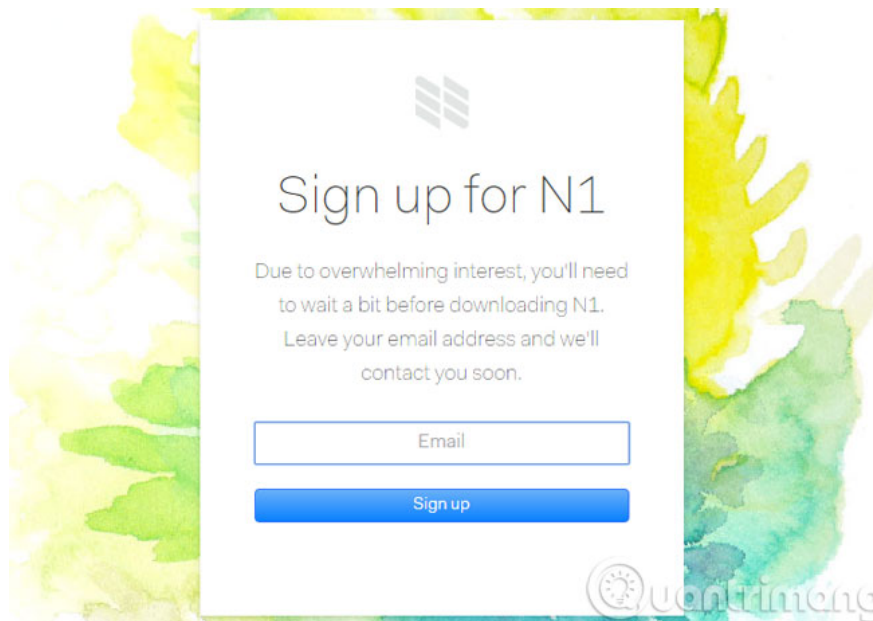 Sign up for N1
Due to overwhelming interest, you'll need
to wait a bit before downloading N1.
Leave your email address and we'll
contact you soon.
Email
Sign up
Quantrimang